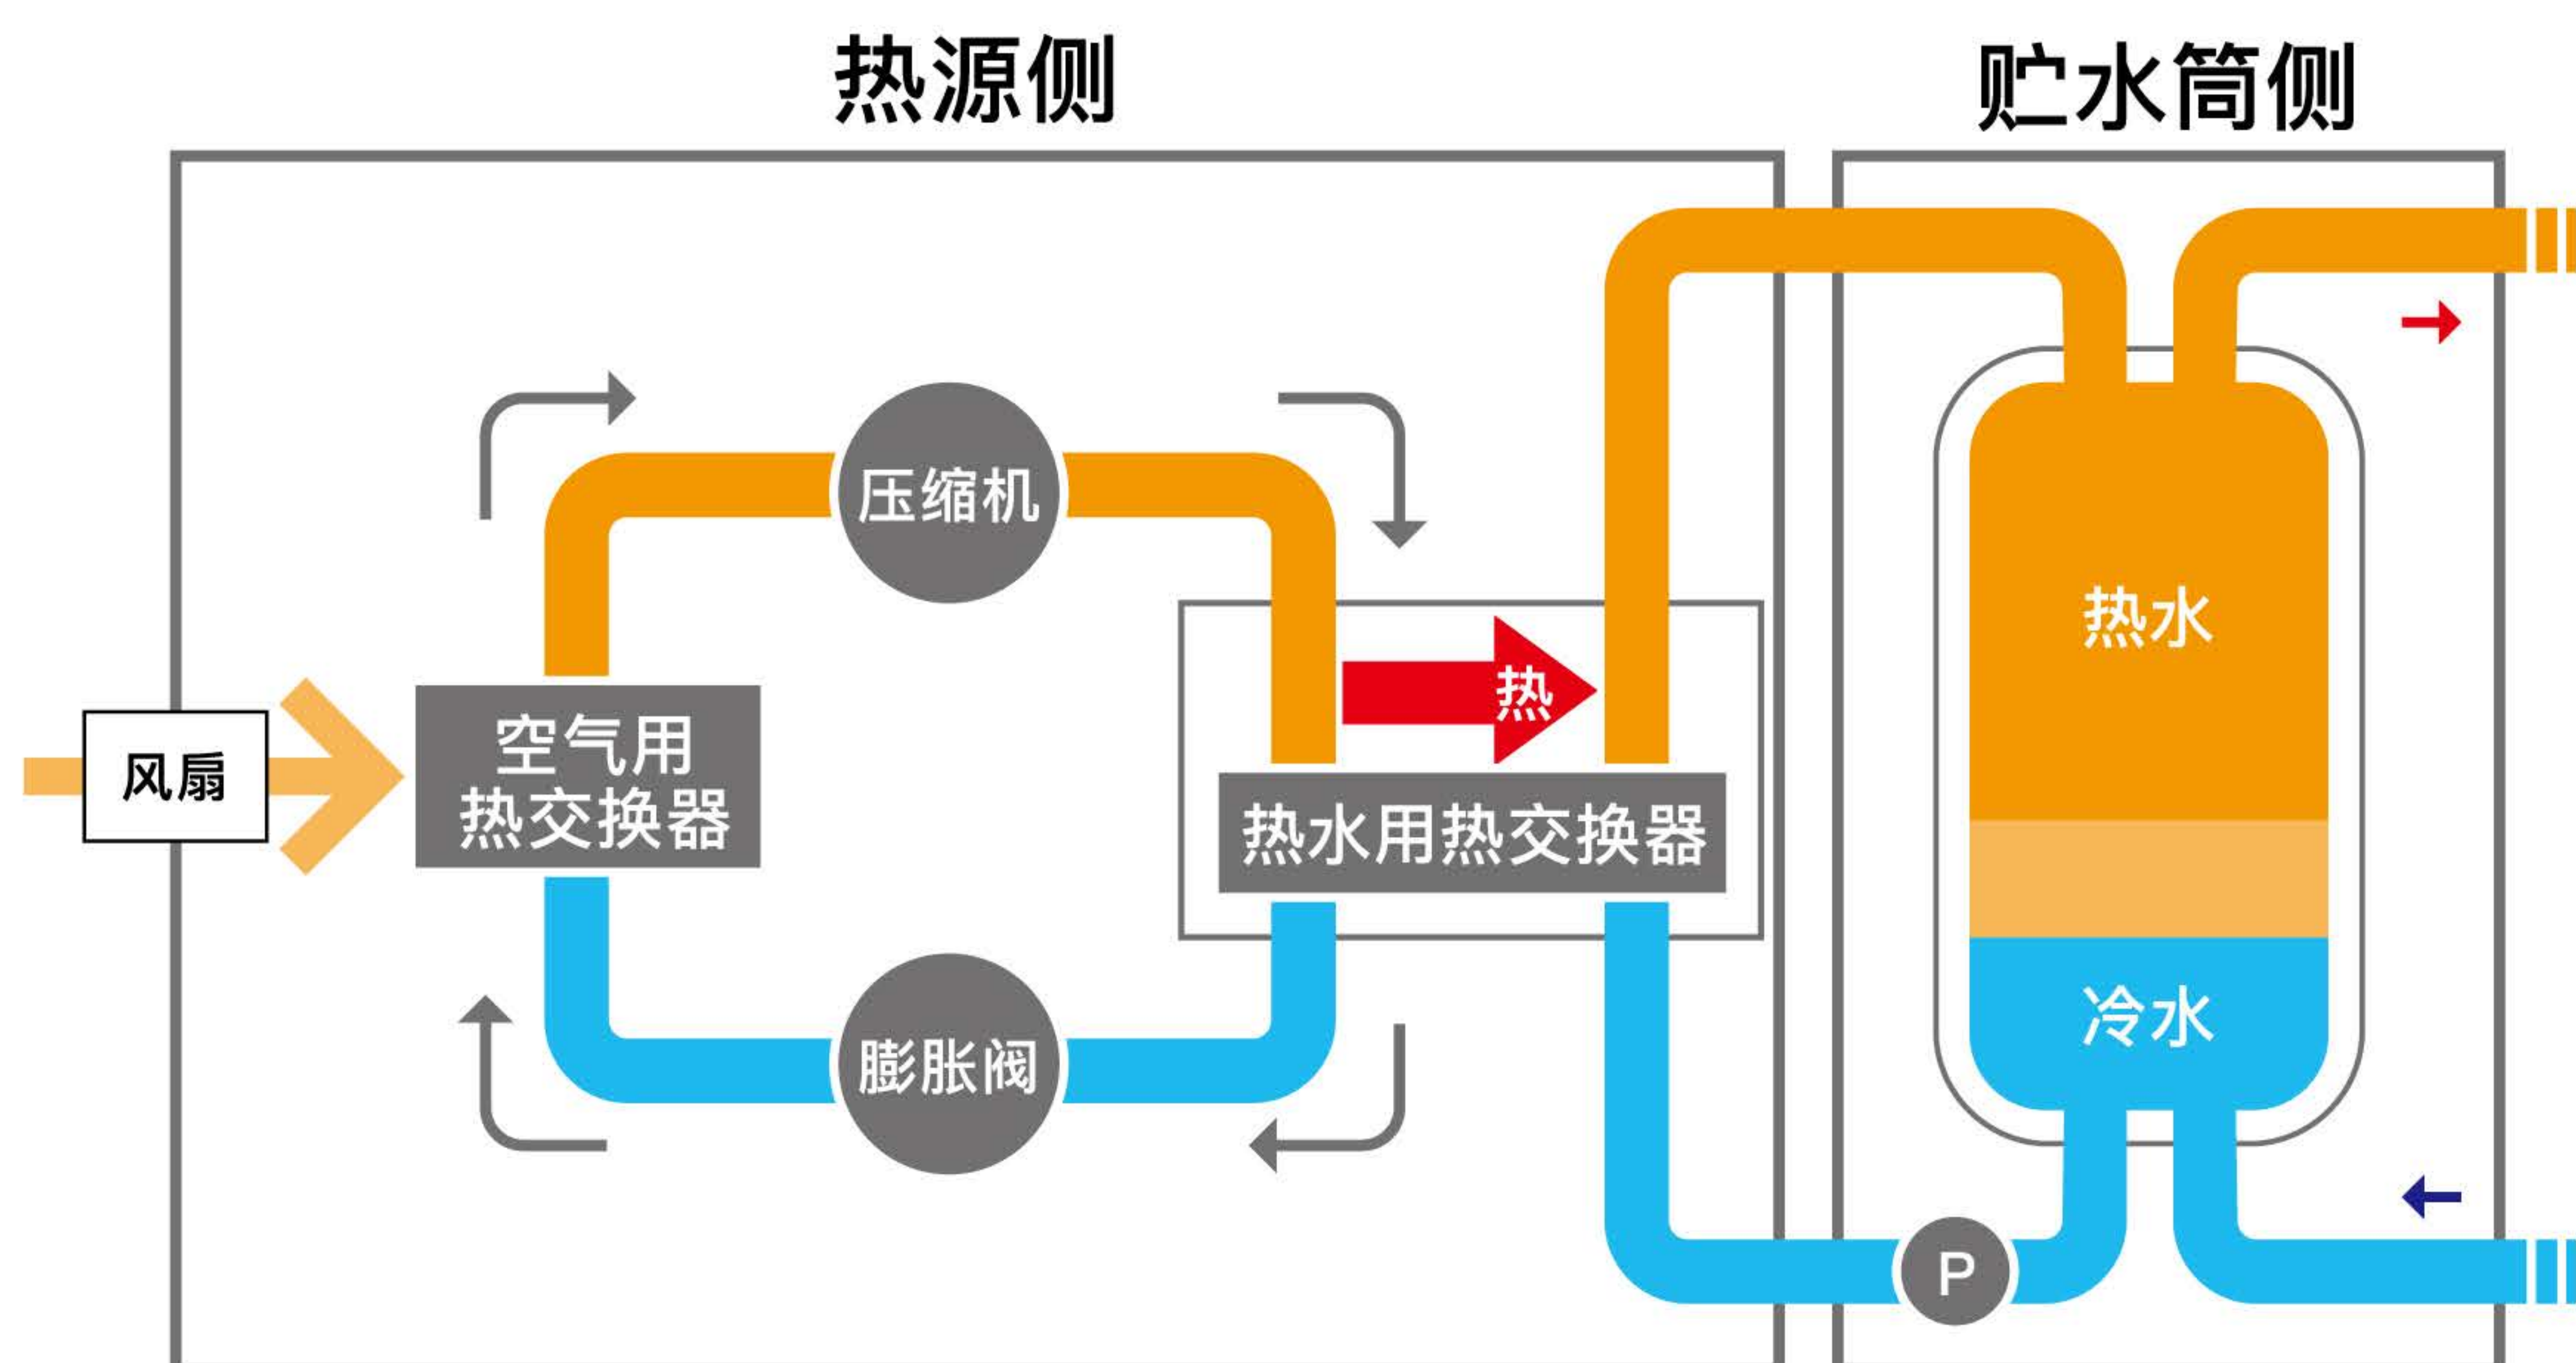 热源侧
贮水筒侧
压缩机
热水
热
空气用
热交换器
风扇
热水用热交换器
冷水
膨胀阀
P